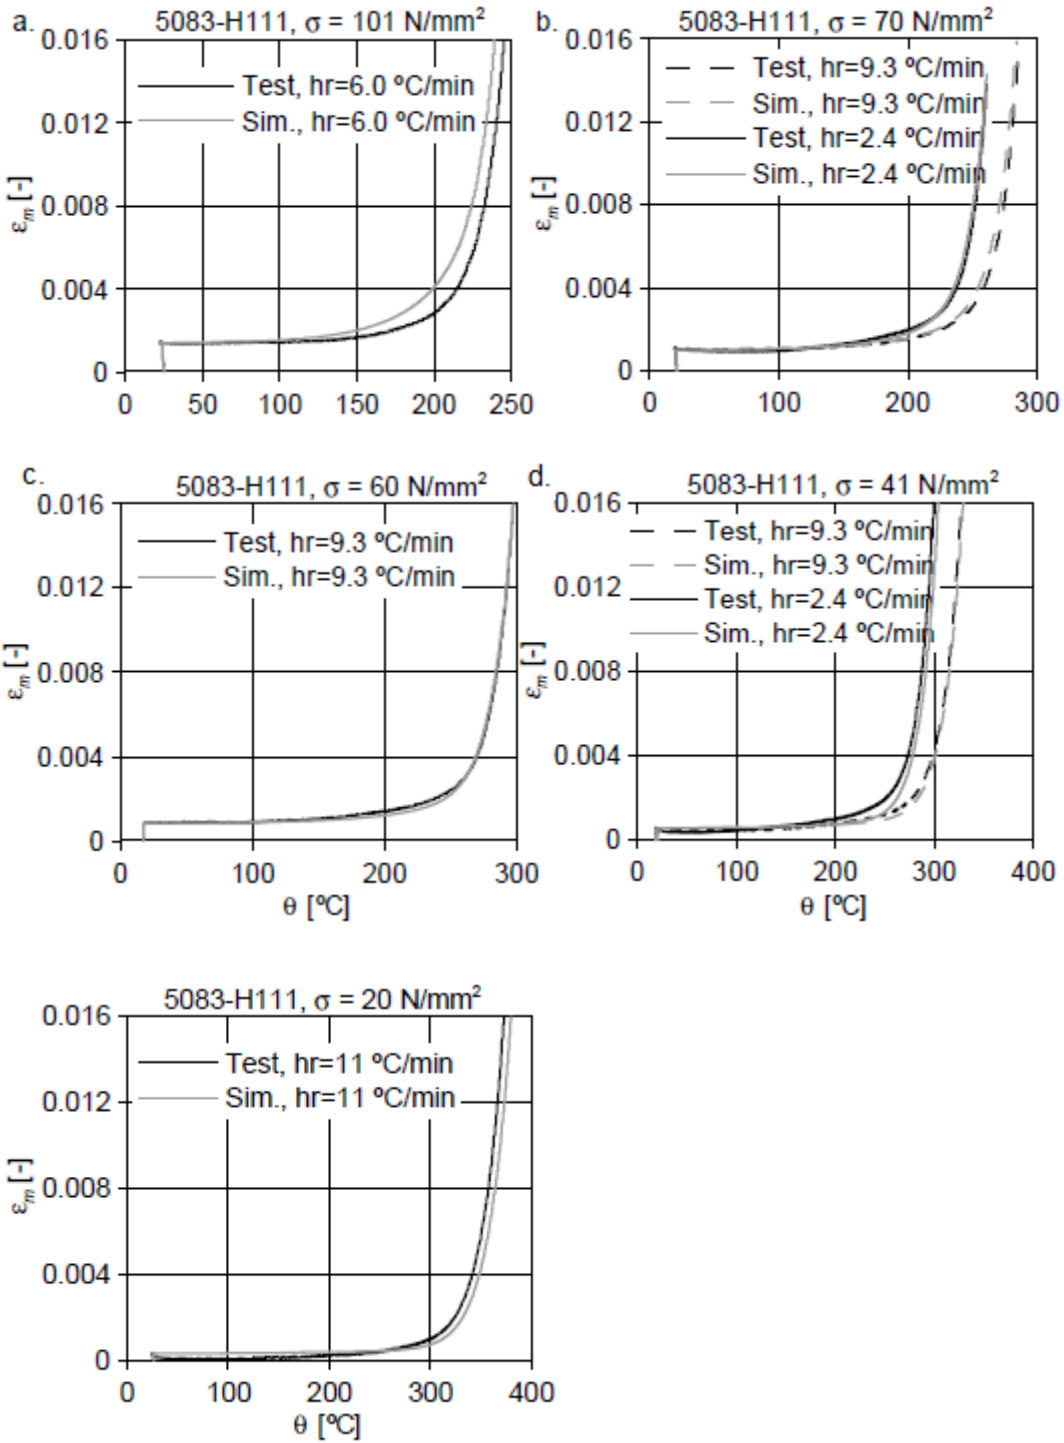 a. 5083-H111, σ = 101 N/mm²
0.016
Test, hr=6.0 ºC/min
Sim., hr=6.0 ºC/min
0.012
εm [-]
0.008
0.004
0
0 50 100 150 200 250
b. 5083-H111, σ = 70 N/mm²
0.016
Test, hr=9.3 ºC/min
Sim., hr=9.3 ºC/min
0.012
Test, hr=2.4 ºC/min
Sim., hr=2.4 ºC/min
εm [-]
0.008
0.004
0
0 100 200 300
c. 5083-H111, σ = 60 N/mm²
0.016
Test, hr=9.3 ºC/min
Sim., hr=9.3 ºC/min
0.012
εm [-]
0.008
0.004
0
0 100 200 300
θ [ºC]
d. 5083-H111, σ = 41 N/mm²
0.016
Test, hr=9.3 ºC/min
Sim., hr=9.3 ºC/min
0.012
Test, hr=2.4 ºC/min
Sim., hr=2.4 ºC/min
εm [-]
0.008
0.004
0
0 100 200 300 400
θ [ºC]
5083-H111, σ = 20 N/mm²
0.016
Test, hr=11 ºC/min
Sim., hr=11 ºC/min
0.012
εm [-]
0.008
0.004
0
0 100 200 300 400
θ [ºC]